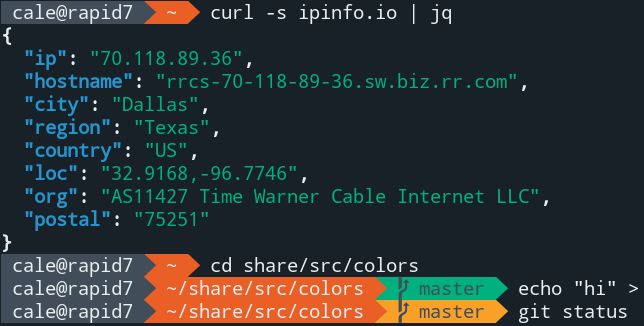 cale@rapid7 ~ curl -s ipinfo.io | jq
{
"ip": "70.118.89.36",
"hostname": "rrcs-70-118-89-36.sw.biz.rr.com",
"city": "Dallas",
"region": "Texas",
"country": "US",
"loc": "32.9168,-96.7746",
"org": "AS11427 Time Warner Cable Internet LLC",
"postal": "75251"
}
cale@rapid7 ~ cd share/src/colors
cale@rapid7 ~/share/src/colors master echo "hi" >
cale@rapid7 ~/share/src/colors master git status